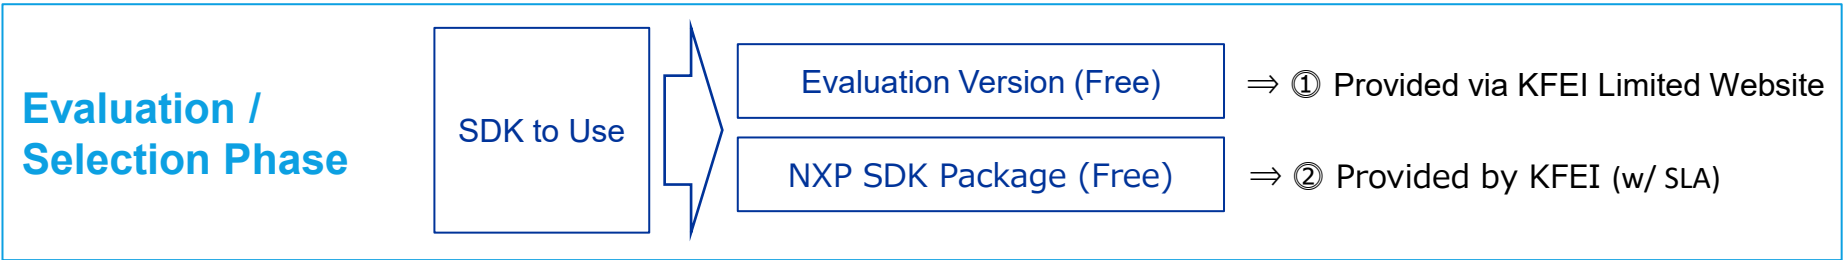 Evaluation /
Selection Phase
SDK to Use
Evaluation Version (Free)
⇒ ① Provided via KFEI Limited Website
NXP SDK Package (Free)
⇒ ② Provided by KFEI (w/ SLA)